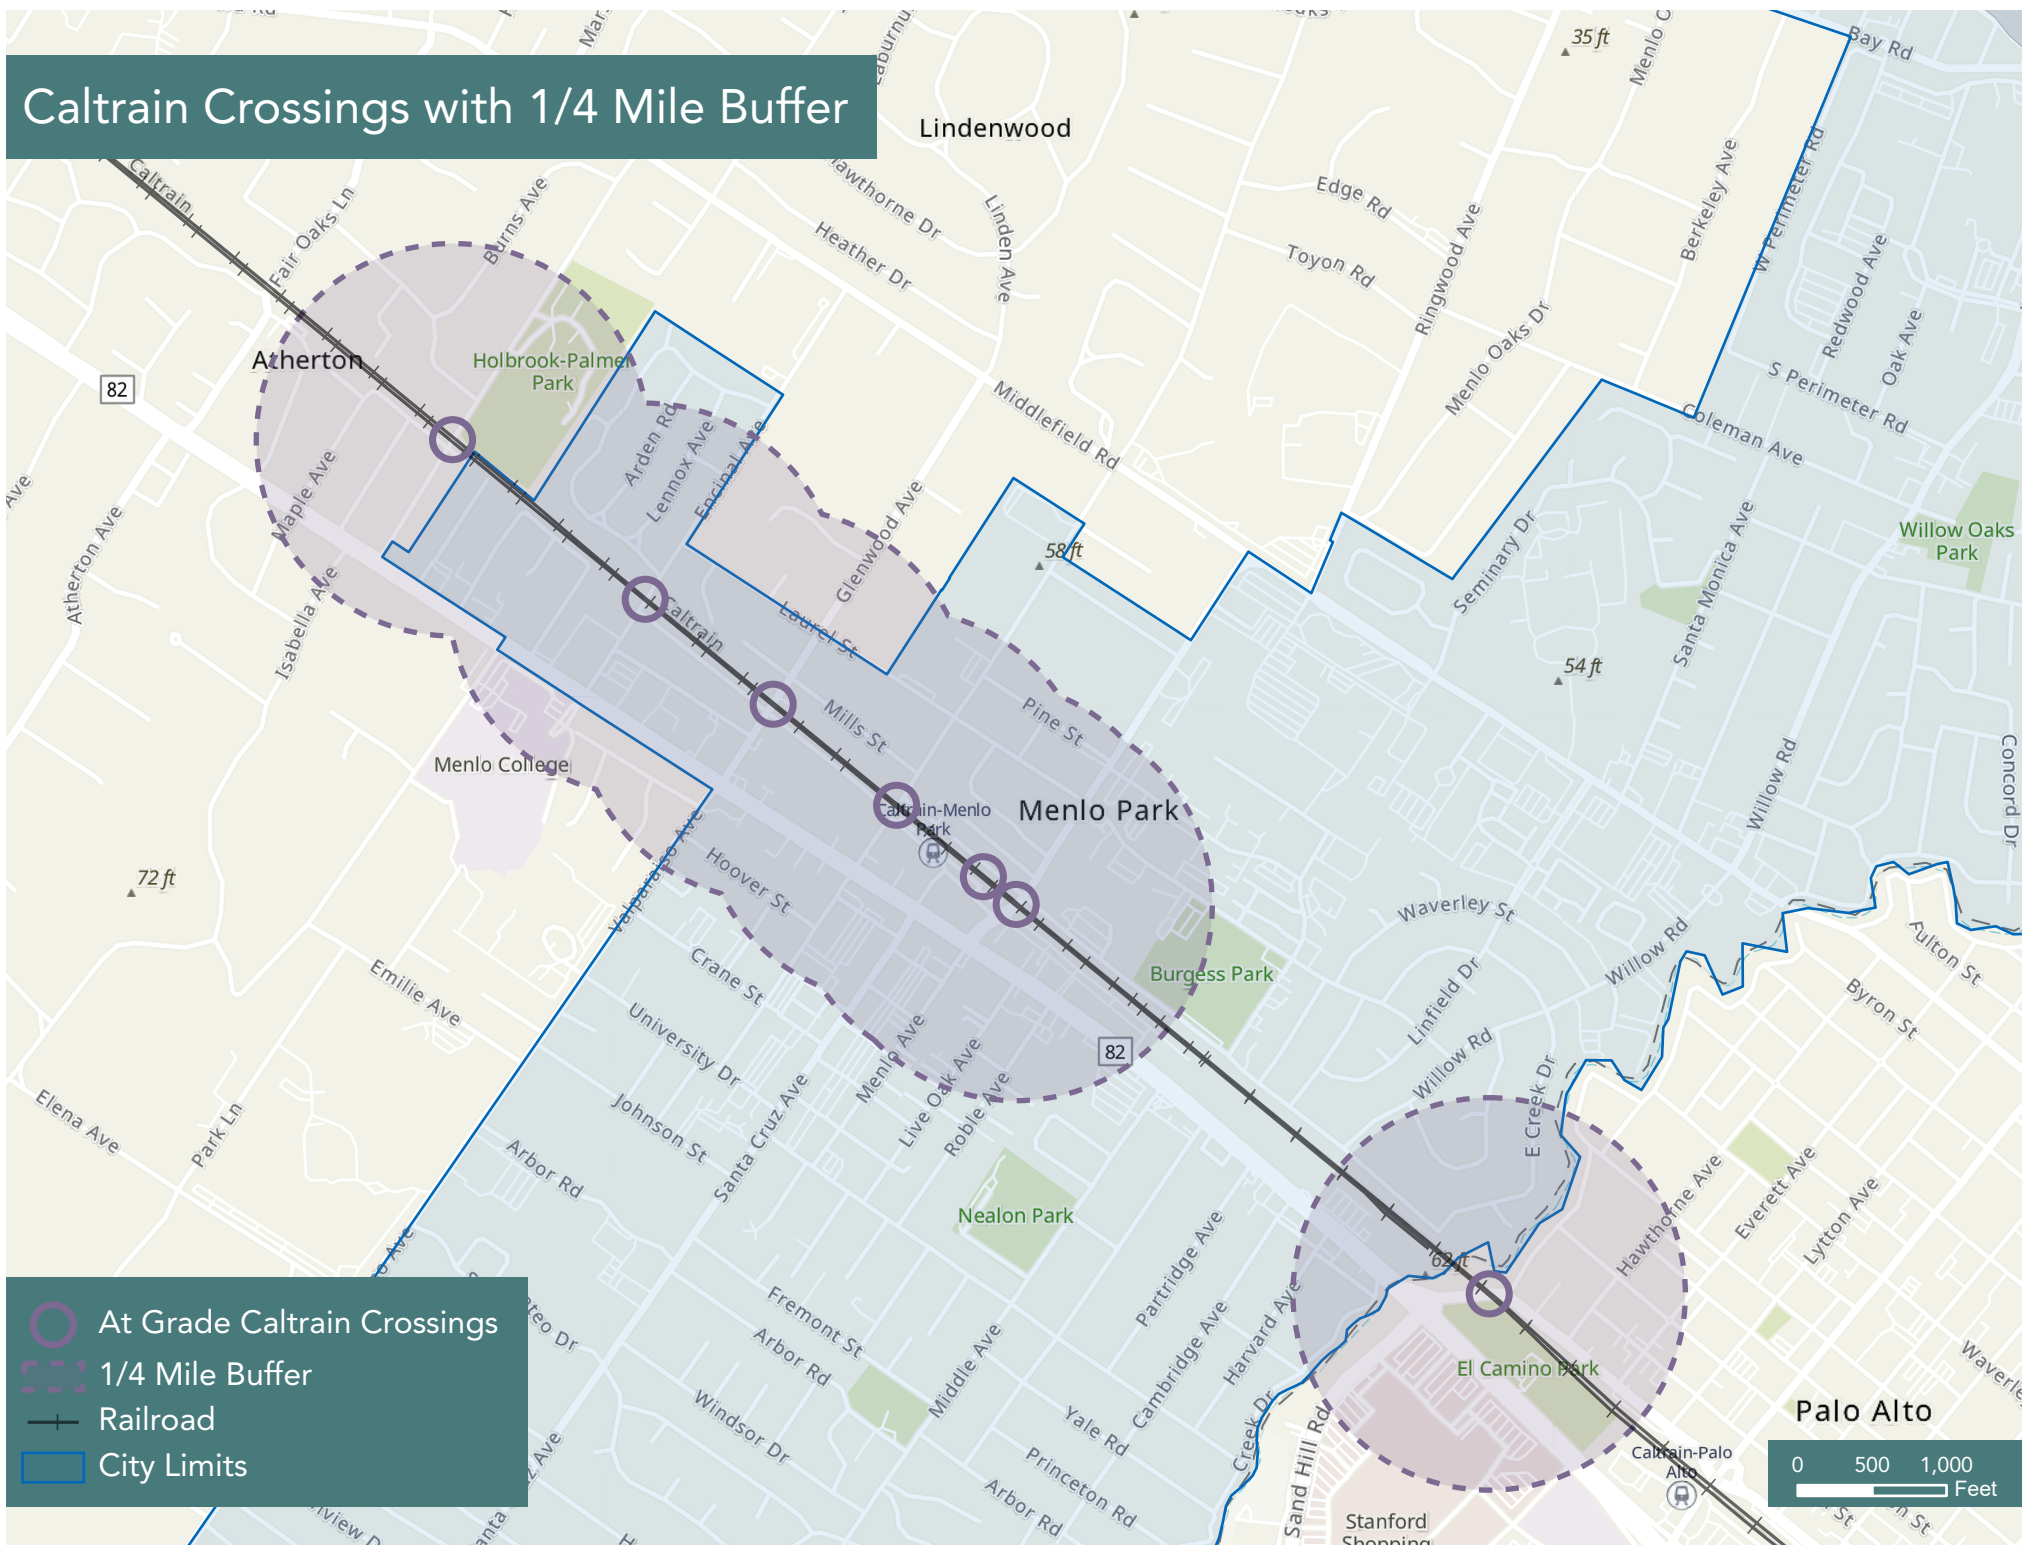 Bay Rd
35 ft
Menlo O
Caltrain Crossings with 1/4 Mile Buffer
Lindenwood
Caltrain
Fair Oaks Ln
Burns Ave
Hawthorne Dr
Heather Dr
Linden Ave
Edge Rd
Toyon Rd
Ringwood Ave
Menlo Oaks Dr
Berkeley Ave
W Perimeter Rd
Redwood Ave
Oak Ave
S Perimeter Rd
Coleman Ave
Atherton
Holbrook-Palmer
Park
82
Middlefield Rd
Arden Rd
Lennox Ave
Encinal Ave
Maple Ave
Atherton Ave
Isabella Ave
Ave
Glenwood Ave
Laurel St
Caltrain
58 ft
Seminary Dr
Santa Monica Ave
Willow Oaks
Park
54 ft
Willow Rd
Concord Dr
Mills St
Pine St
Menlo College
Caltrain-Menlo
Park
Menlo Park
Hoover St
Valparaiso Ave
72 ft
Waverley St
Willow Rd
Fulton St
Byron St
Burgess Park
Linfield Dr
Emilie Ave
Crane St
University Dr
Menlo Ave
Live Oak Ave
Roble Ave
82
Willow Rd
E Creek Dr
Elena Ave
Park Ln
Johnson St
Santa Cruz Ave
Arbor Rd
Nealon Park
Partridge Ave
Hawthorne Ave
Everett Ave
Lytton Ave
62 ft
Fremont St
Arbor Rd
Middle Ave
Cambridge Ave
Harvard Ave
Windsor Dr
Yale Rd
Princeton Rd
Arbor Rd
Creek Dr
Sand Hill Rd
El Camino Park
Palo Alto
Caltrain-Palo
Alto
Stanford
Shopping
At Grade Caltrain Crossings
1/4 Mile Buffer
Railroad
City Limits
0 500 1,000
Feet